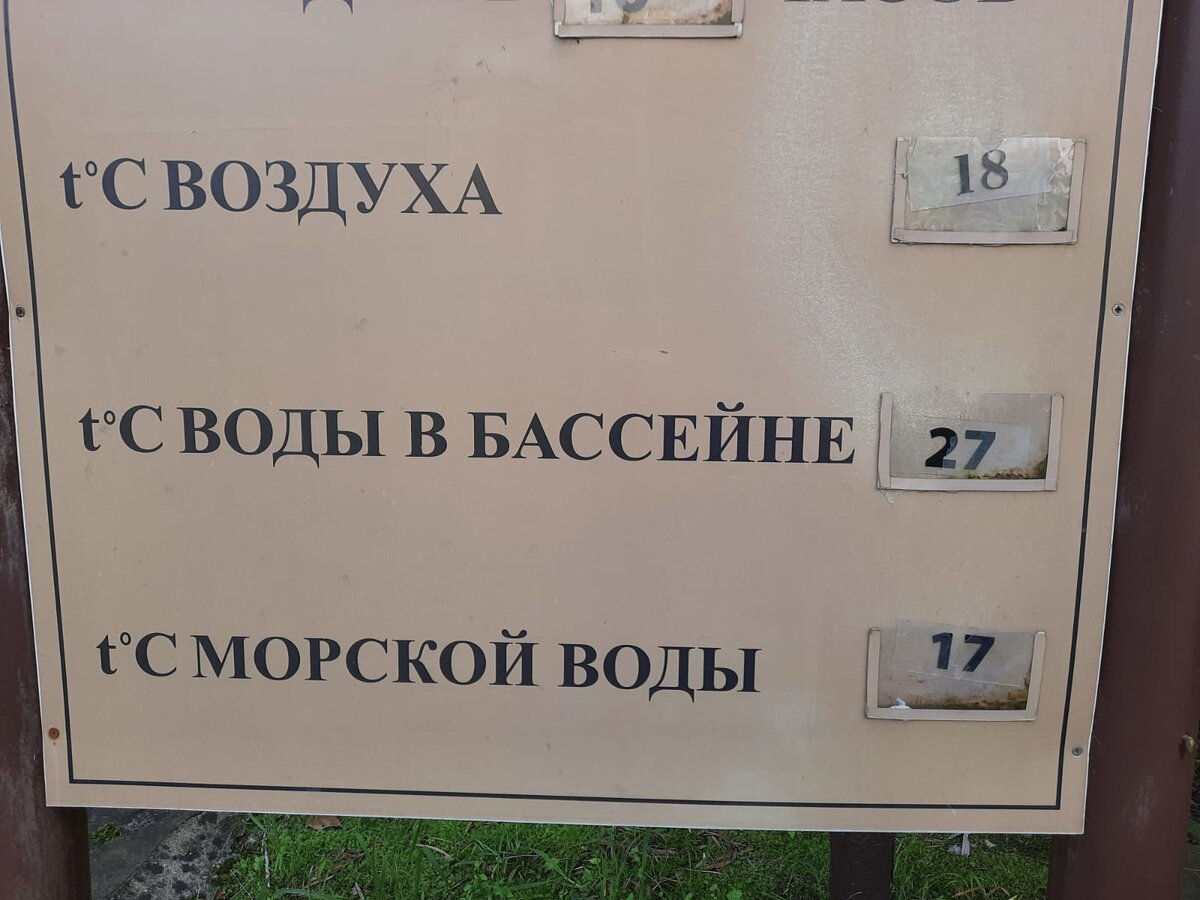 t°C ВОЗДУХА 18
t°C ВОДЫ В БАССЕЙНЕ 27
t°C МОРСКОЙ ВОДЫ 17